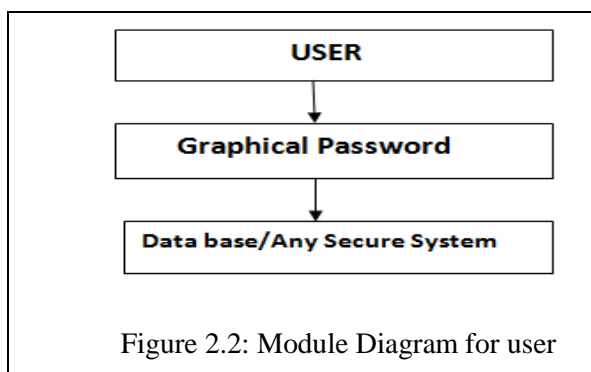 USER
Graphical Password
Data base/Any Secure System
Figure 2.2: Module Diagram for user